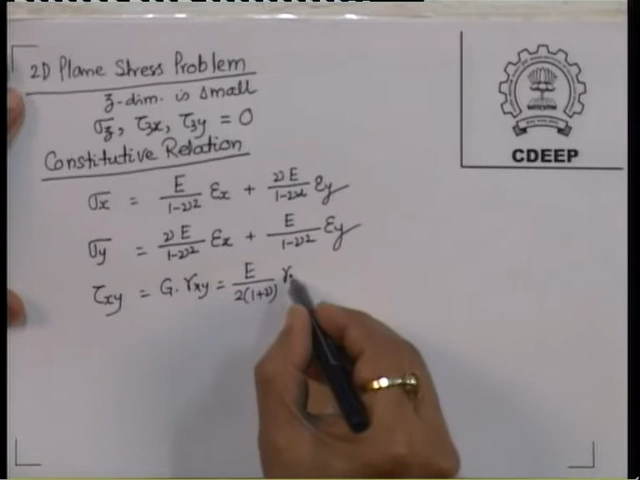 2D Plane Stress Problem
z-dim. is small
σz, τzx, τzy = 0
Constitutive Relation
σx = E/1-ν2 εx + νE/1-ν2 εy
σy = νE/1-ν2 εx + E/1-ν2 εy
τxy = G.γxy = E/2(1+ν) γ
CDEEP